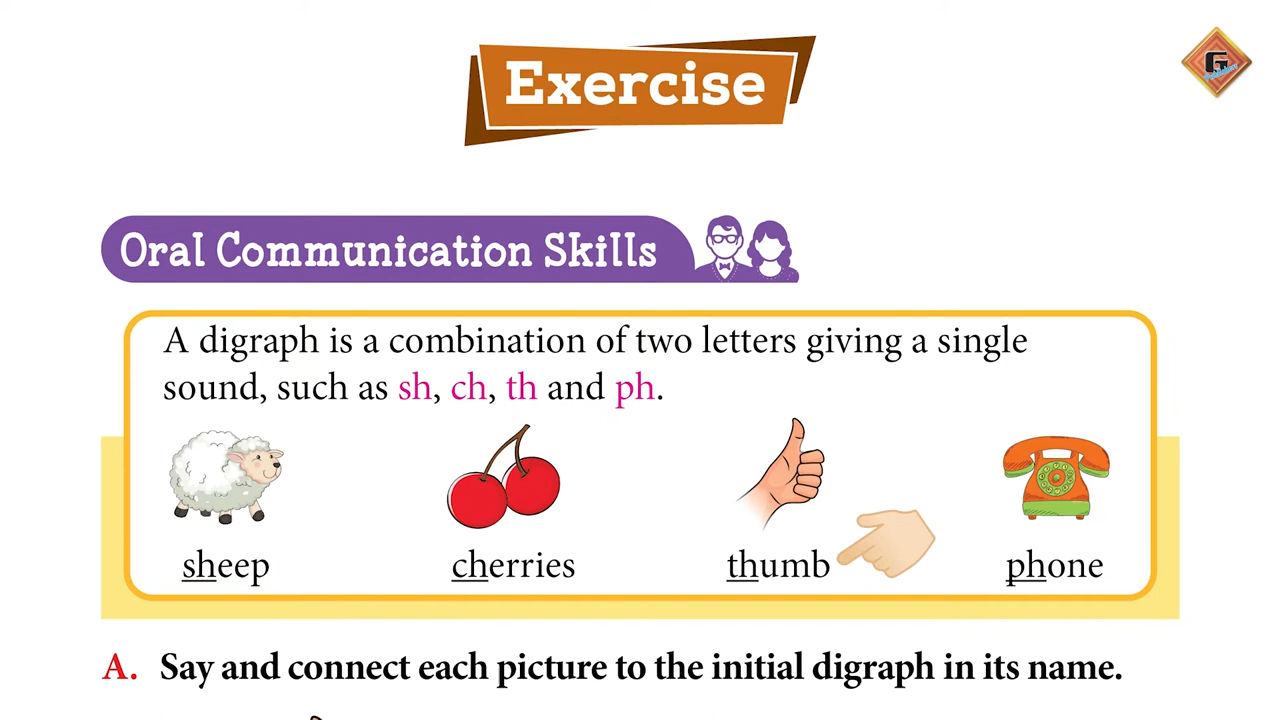 G
Exercise
Oral Communication Skills
A digraph is a combination of two letters giving a single
sound, such as sh, ch, th and ph.
sheep cherries thumb phone
A. Say and connect each picture to the initial digraph in its name.